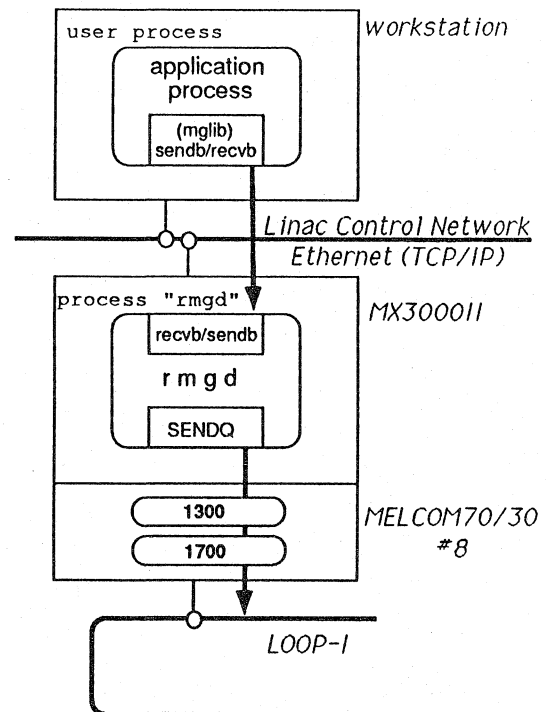 user process
workstation
application
process
(mglib)
sendb/recvb
Linac Control Network
Ethernet (TCP/IP)
process "rmgd"
MX3000II
recvb/sendb
rmgd
SENDQ
1300
MELCOM70/30
1700
#8
LOOP-I